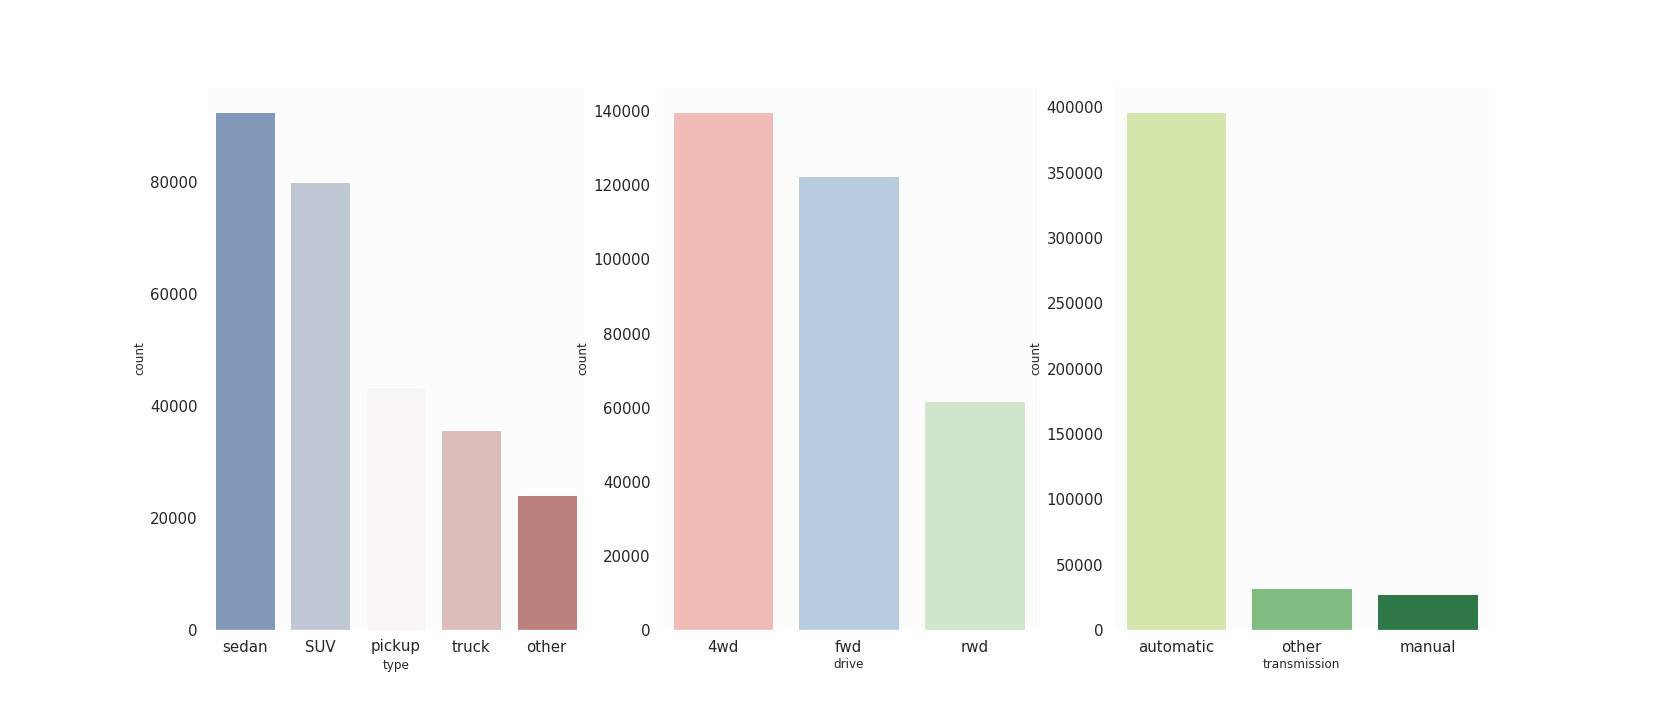 80000
60000
40000
20000
0
count
sedan SUV pickup truck other
type
140000
120000
100000
80000
60000
40000
20000
0
count
4wd fwd rwd
drive
400000
350000
300000
250000
200000
150000
100000
50000
0
count
automatic other manual
transmission